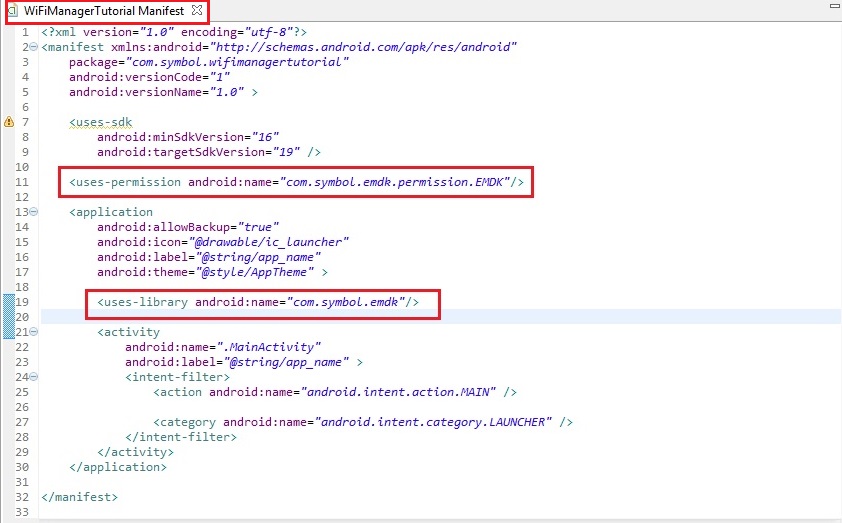 WiFiManagerTutorial Manifest
1 <?xml version="1.0" encoding="utf-8"?>
2 <manifest xmlns:android="http://schemas.android.com/apk/res/android"
3 package="com.symbol.wifimanagertutorial"
4 android:versionCode="1"
5 android:versionName="1.0" >
6
7 <uses-sdk
8 android:minSdkVersion="16"
9 android:targetSdkVersion="19" />
10
11 <uses-permission android:name="com.symbol.emdk.permission.EMDK"/>
12
13 <application
14 android:allowBackup="true"
15 android:icon="@drawable/ic_launcher"
16 android:label="@string/app_name"
17 android:theme="@style/AppTheme" >
18
19 <uses-library android:name="com.symbol.emdk"/>
20
21 <activity
22 android:name=".MainActivity"
23 android:label="@string/app_name" >
24 <intent-filter>
25 <action android:name="android.intent.action.MAIN" />
26
27 <category android:name="android.intent.category.LAUNCHER" />
28 </intent-filter>
29 </activity>
30 </application>
31
32 </manifest>
33